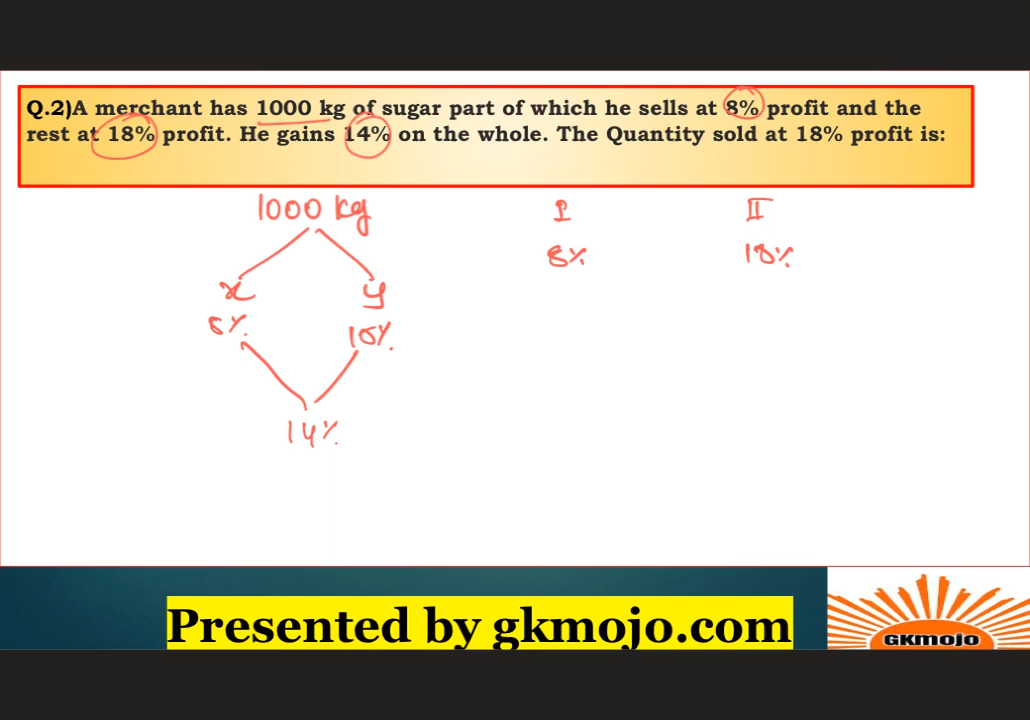 Q.2)A merchant has 1000 kg of sugar part of which he sells at 8% profit and the
rest at 18% profit. He gains 14% on the whole. The Quantity sold at 18% profit is:
1000 kg
I
II
8%
18%
x
y
8%
18%
14%
Presented by gkmojo.com
GKmojo